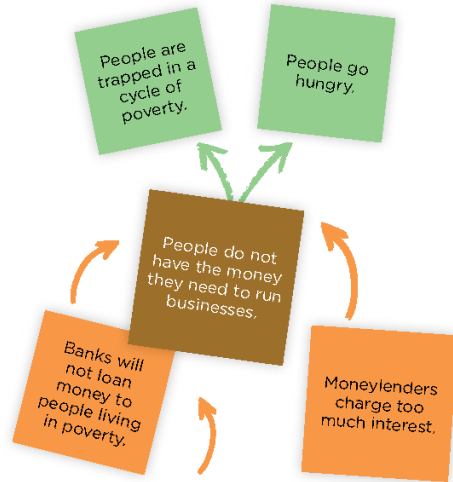 People are
trapped in a
cycle of
poverty.
People go
hungry.
People do not
have the money
they need to run
businesses.
Banks will
not loan
money to
people living
in poverty.
Moneylenders
charge too
much interest.